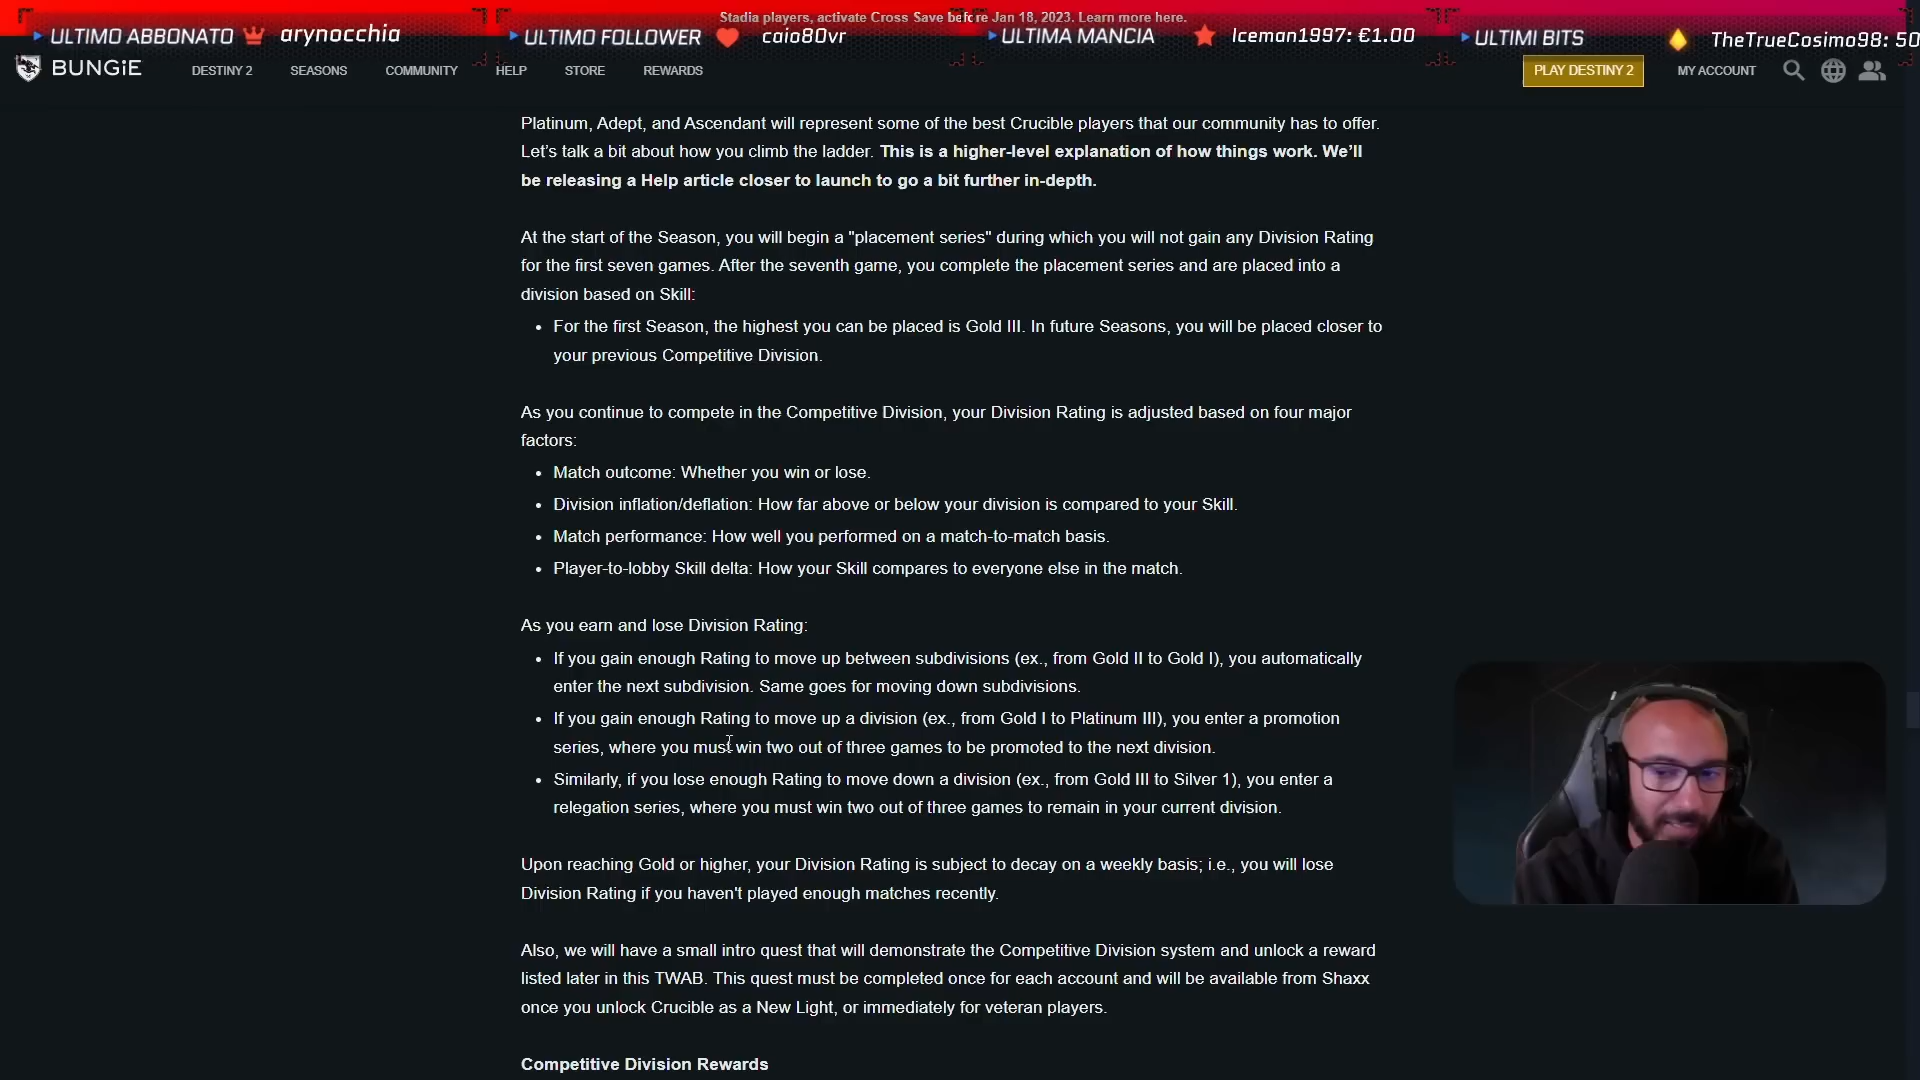 Stadia players, activate Cross Save before Jan 18, 2023. Learn more here.
ULTIMO ABBONATO arynocchia ULTIMO FOLLOWER caio80vr ULTIMA MANCIA Iceman1997: €1.00 ULTIMI BITS TheTrueCosimo98: 50
BUNGiE DESTINY 2 SEASONS COMMUNITY HELP STORE REWARDS PLAY DESTINY 2 MY ACCOUNT
Platinum, Adept, and Ascendant will represent some of the best Crucible players that our community has to offer.
Let’s talk a bit about how you climb the ladder. This is a higher-level explanation of how things work. We’ll
be releasing a Help article closer to launch to go a bit further in-depth.
At the start of the Season, you will begin a "placement series" during which you will not gain any Division Rating
for the first seven games. After the seventh game, you complete the placement series and are placed into a
division based on Skill:
• For the first Season, the highest you can be placed is Gold III. In future Seasons, you will be placed closer to
your previous Competitive Division.
As you continue to compete in the Competitive Division, your Division Rating is adjusted based on four major
factors:
• Match outcome: Whether you win or lose.
• Division inflation/deflation: How far above or below your division is compared to your Skill.
• Match performance: How well you performed on a match-to-match basis.
• Player-to-lobby Skill delta: How your Skill compares to everyone else in the match.
As you earn and lose Division Rating:
• If you gain enough Rating to move up between subdivisions (ex., from Gold II to Gold I), you automatically
enter the next subdivision. Same goes for moving down subdivisions.
• If you gain enough Rating to move up a division (ex., from Gold I to Platinum III), you enter a promotion
series, where you must win two out of three games to be promoted to the next division.
• Similarly, if you lose enough Rating to move down a division (ex., from Gold III to Silver 1), you enter a
relegation series, where you must win two out of three games to remain in your current division.
Upon reaching Gold or higher, your Division Rating is subject to decay on a weekly basis; i.e., you will lose
Division Rating if you haven't played enough matches recently.
Also, we will have a small intro quest that will demonstrate the Competitive Division system and unlock a reward
listed later in this TWAB. This quest must be completed once for each account and will be available from Shaxx
once you unlock Crucible as a New Light, or immediately for veteran players.
Competitive Division Rewards